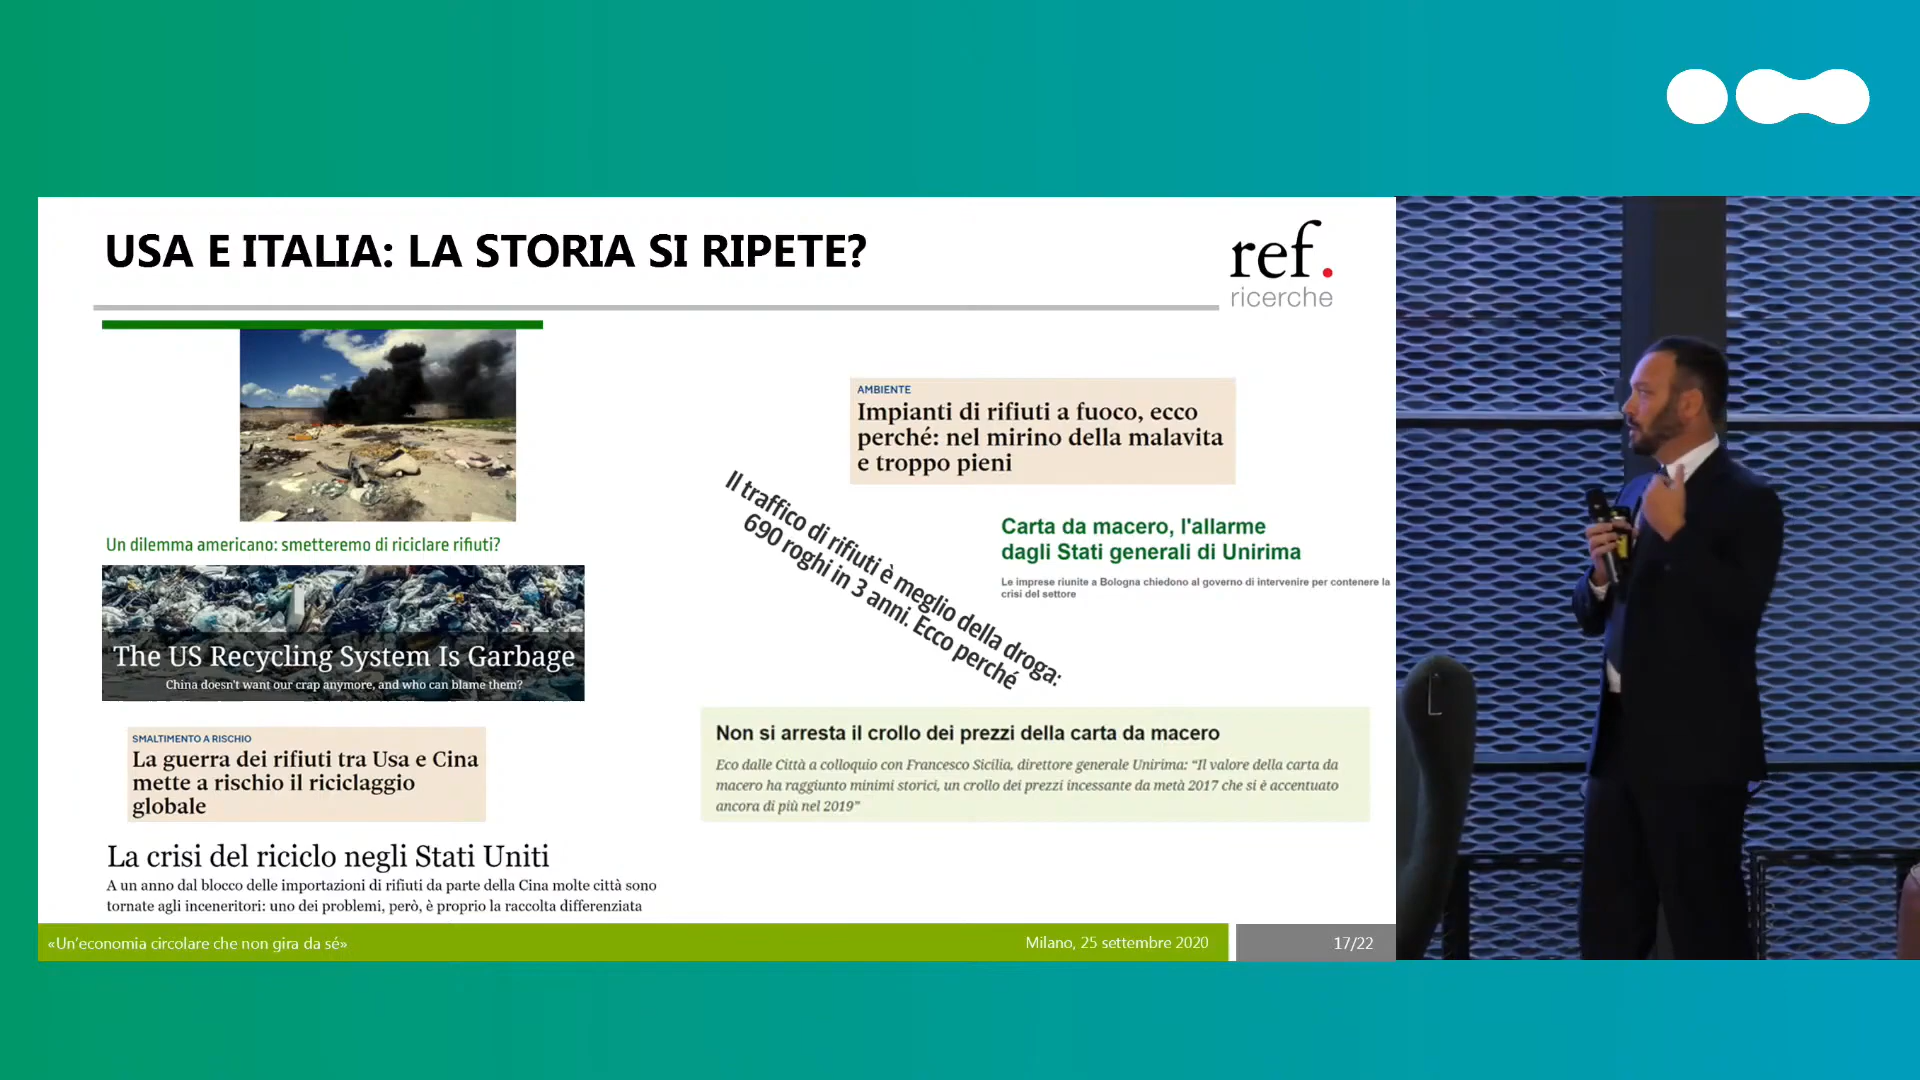 USA E ITALIA: LA STORIA SI RIPETE?
ref.
ricerche
Un dilemma americano: smetteremo di riciclare rifiuti?
The US Recycling System Is Garbage
China doesn't want our crap anymore, and who can blame them?
SMALTIMENTO A RISCHIO
La guerra dei rifiuti tra Usa e Cina
mette a rischio il riciclaggio
globale
La crisi del riciclo negli Stati Uniti
A un anno dal blocco delle importazioni di rifiuti da parte della Cina molte città sono
tornate agli inceneritori: uno dei problemi, però, è proprio la raccolta differenziata
AMBIENTE
Impianti di rifiuti a fuoco, ecco
perché: nel mirino della malavita
e troppo pieni
Il traffico di rifiuti è meglio della droga:
690 roghi in 3 anni. Ecco perché
Carta da macero, l'allarme
dagli Stati generali di Unirima
Le imprese riunite a Bologna chiedono al governo di intervenire per contenere la
crisi del settore
Non si arresta il crollo dei prezzi della carta da macero
Eco dalle Città a colloquio con Francesco Sicilia, direttore generale Unirima: “Il valore della carta da
macero ha raggiunto minimi storici, un crollo dei prezzi incessante da metà 2017 che si è accentuato
ancora di più nel 2019”
«Un'economia circolare che non gira da sé»
Milano, 25 settembre 2020
17/22